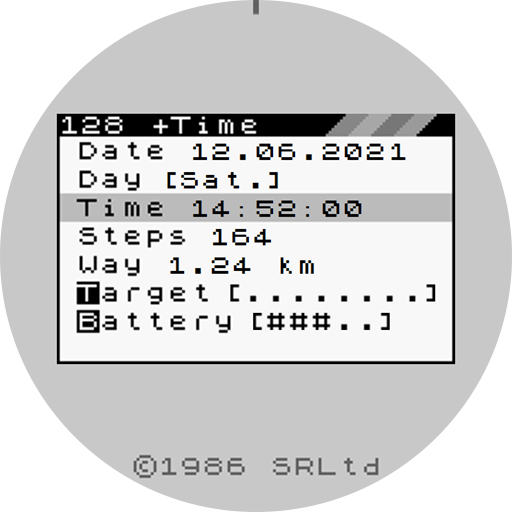 128 +Time
Date 12.06.2021
Day [Sat.]
Time 14:52:00
Steps 164
Way 1.24 km
Target [........]
Battery [###..]
©1986 SRLtd